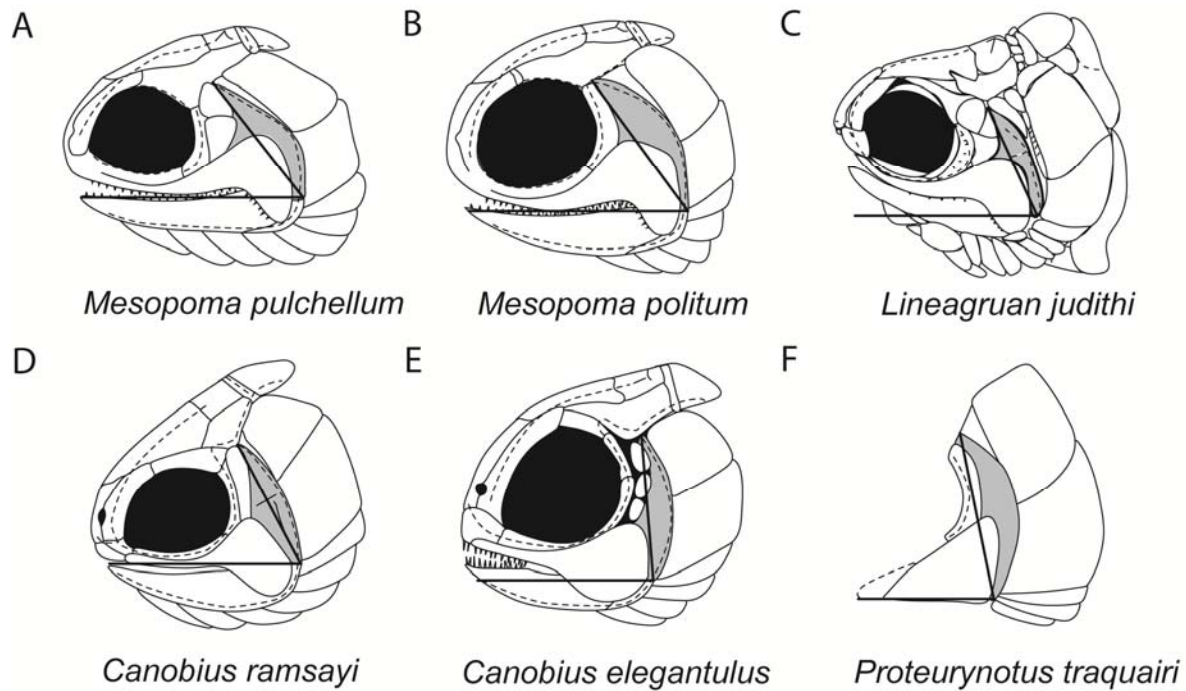 A
B
C
Mesopoma pulchellum
Mesopoma politum
Lineagruan judithi
D
E
F
Canobius ramsayi
Canobius elegantulus
Proteurynotus traquairi